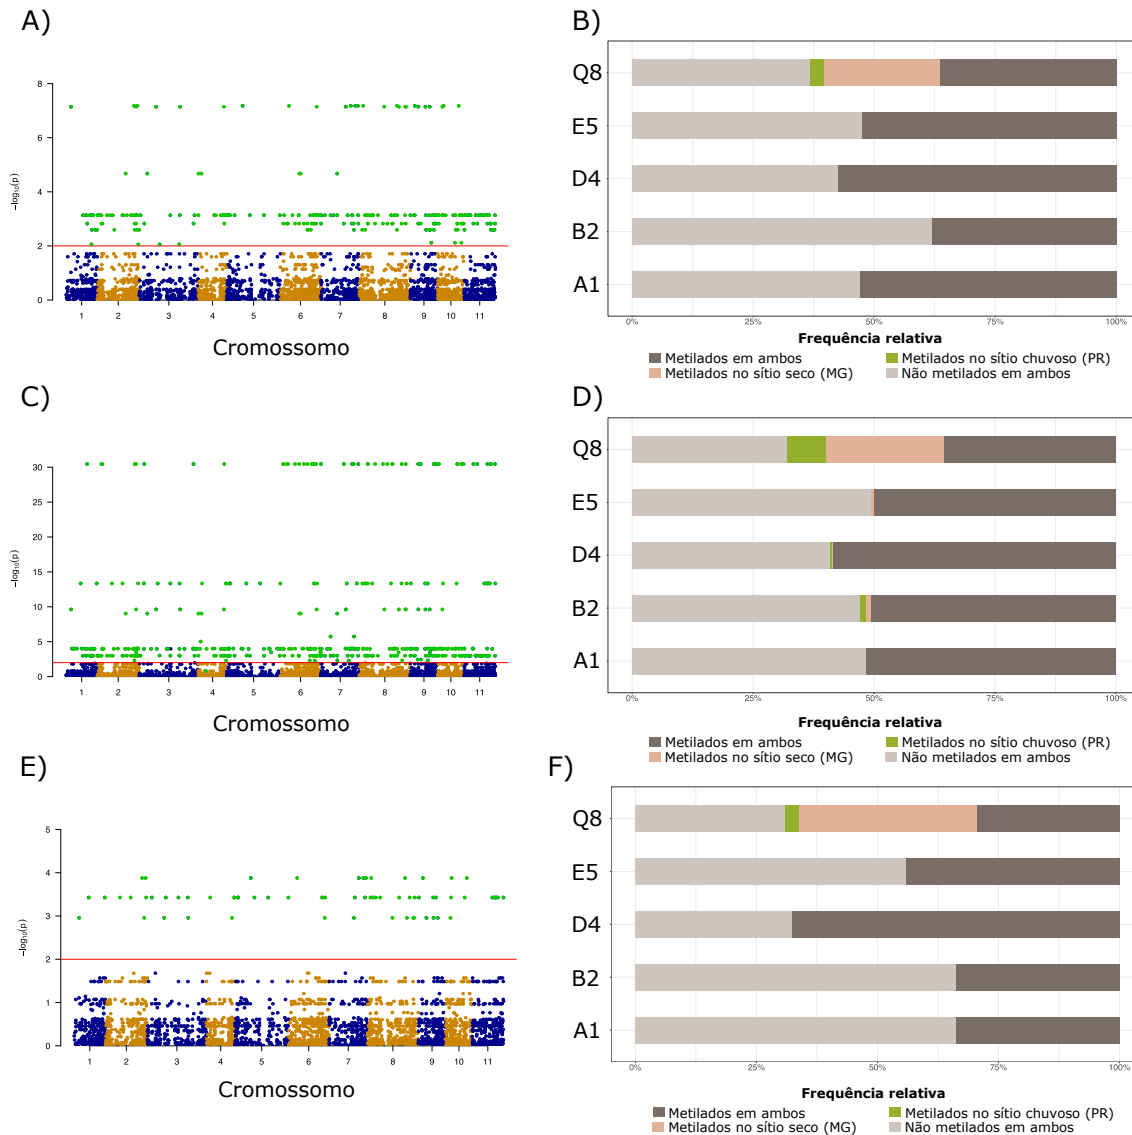 A)
8
6
4
2
0
−log₁₀(p)
1 2 3 4 5 6 7 8 9 10 11
Cromossomo
B)
Q8
E5
D4
B2
A1
0% 25% 50% 75% 100%
Frequência relativa
Metilados em ambos Metilados no sítio chuvoso (PR)
Metilados no sítio seco (MG) Não metilados em ambos
C)
30
25
20
15
10
5
0
−log₁₀(p)
1 2 3 4 5 6 7 8 9 10 11
Cromossomo
D)
Q8
E5
D4
B2
A1
0% 25% 50% 75% 100%
Frequência relativa
Metilados em ambos Metilados no sítio chuvoso (PR)
Metilados no sítio seco (MG) Não metilados em ambos
E)
5
4
3
2
1
0
−log₁₀(p)
1 2 3 4 5 6 7 8 9 10 11
Cromossomo
F)
Q8
E5
D4
B2
A1
0% 25% 50% 75% 100%
Frequência relativa
Metilados em ambos Metilados no sítio chuvoso (PR)
Metilados no sítio seco (MG) Não metilados em ambos